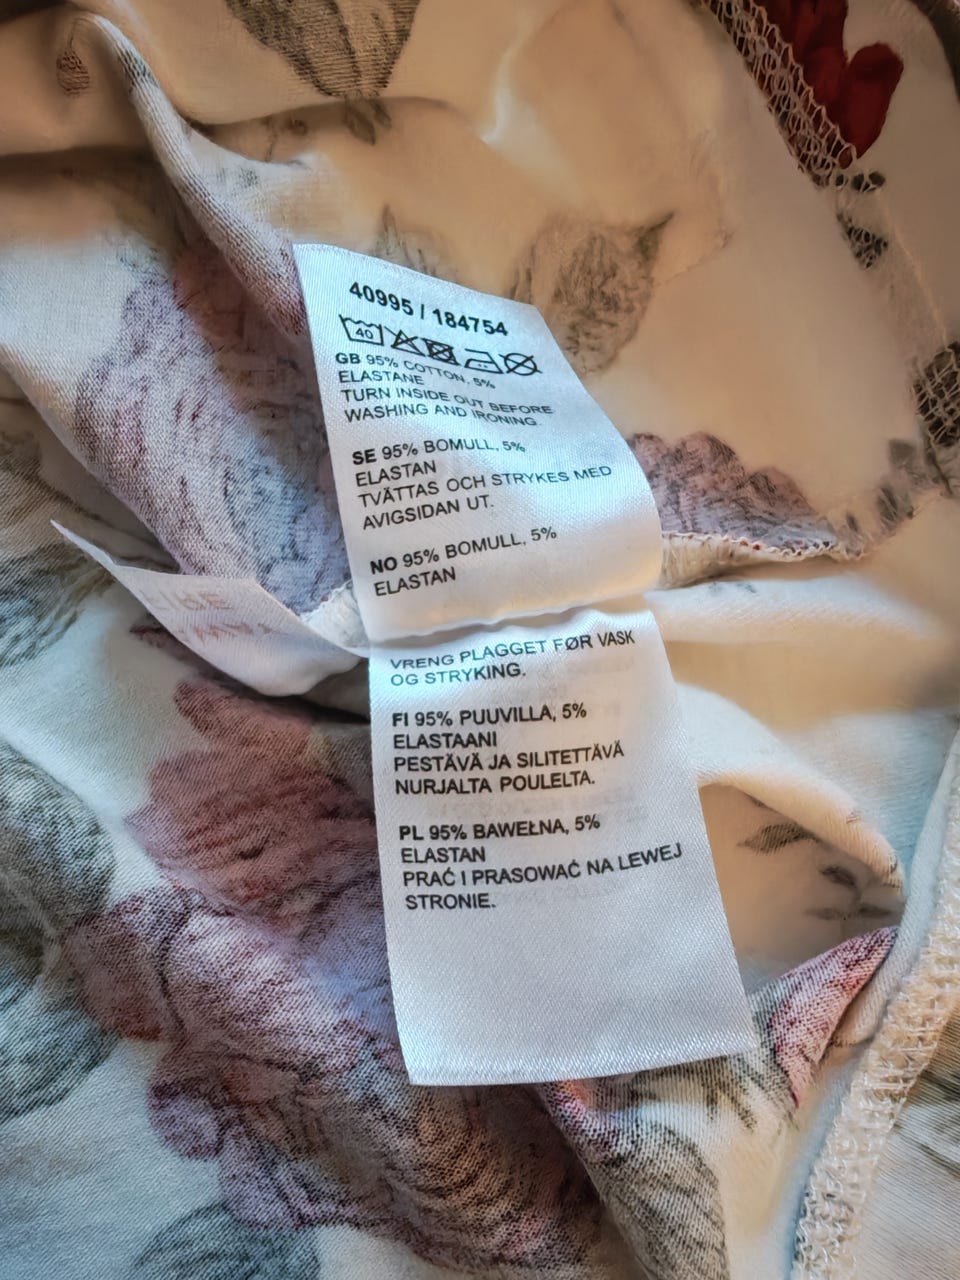 40995 / 184754
40
GB 95% COTTON, 5%
ELASTANE
TURN INSIDE OUT BEFORE
WASHING AND IRONING.
SE 95% BOMULL, 5%
ELASTAN
TVÄTTAS OCH STRYKES MED
AVIGSIDAN UT.
NO 95% BOMULL, 5%
ELASTAN
VRENG PLAGGET FØR VASK
OG STRYKING.
FI 95% PUUVILLA, 5%
ELASTAANI
PESTÄVÄ JA SILITETTÄVÄ
NURJALTA POULELTA.
PL 95% BAWEŁNA, 5%
ELASTAN
PRAĆ I PRASOWAĆ NA LEWEJ
STRONIE.